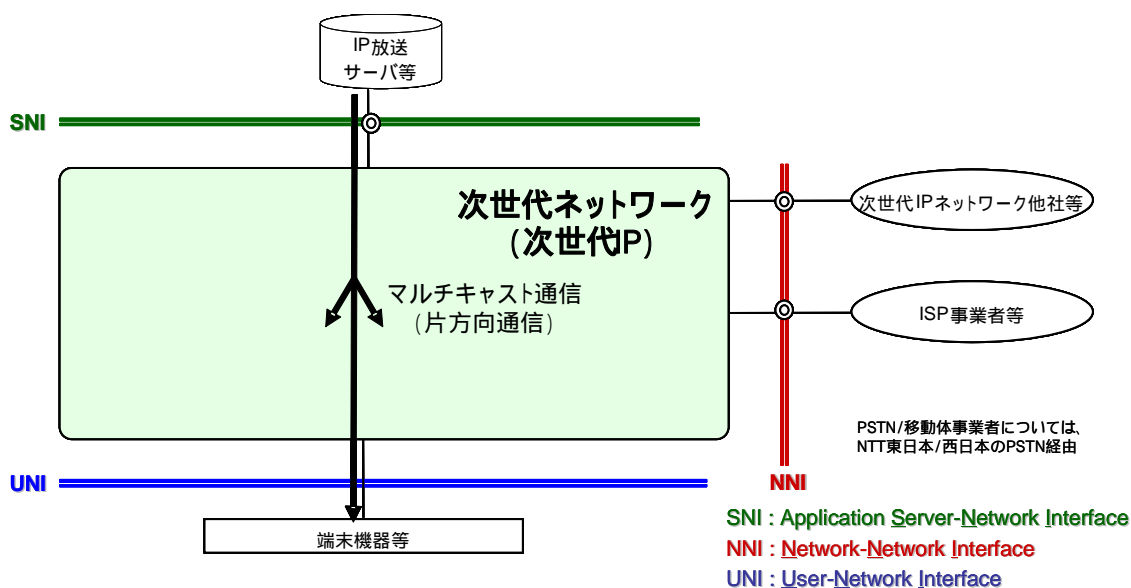 IP放送
サーバ等
SNI
次世代ネットワーク
(次世代IP)
次世代IPネットワーク他社等
マルチキャスト通信
(片方向通信)
ISP事業者等
PSTN/移動体事業者については、
NTT東日本/西日本のPSTN経由
UNI
NNI
端末機器等
SNI : Application Server-Network Interface
NNI : Network-Network Interface
UNI : User-Network Interface